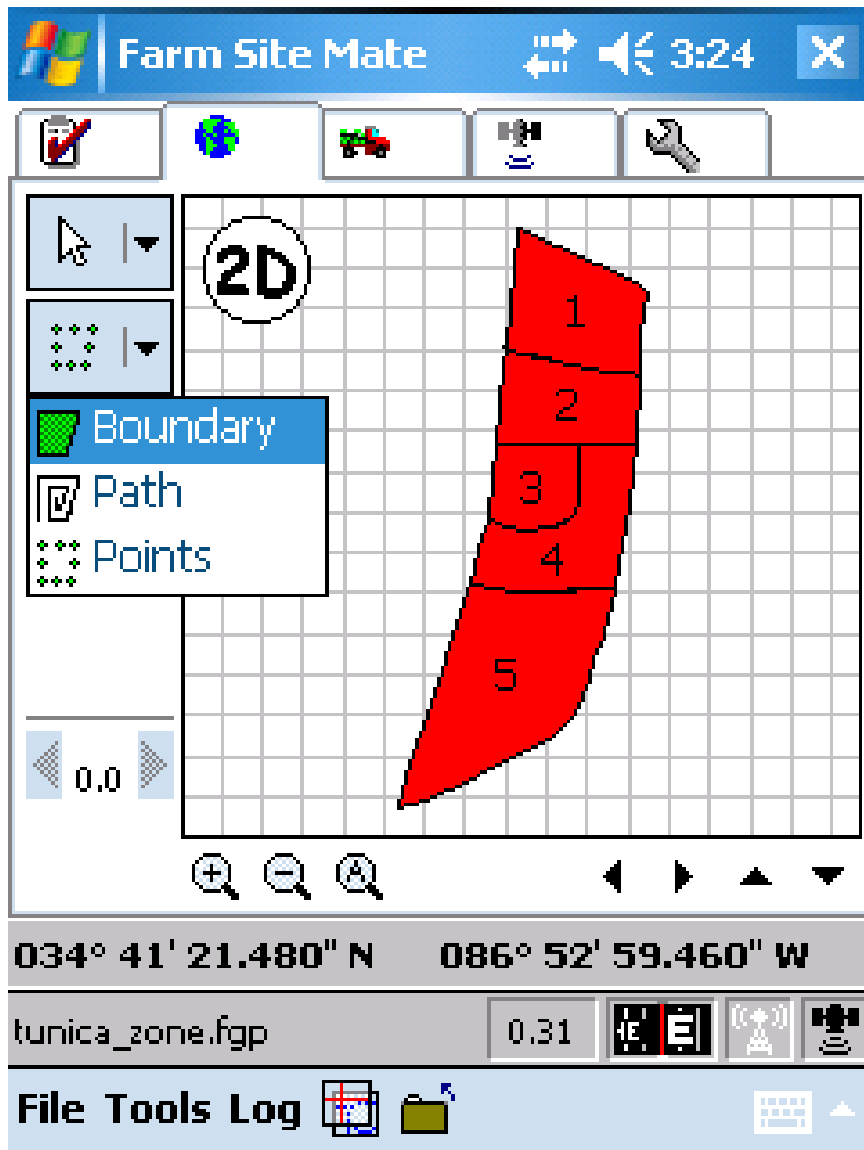 Farm Site Mate 3:24
2D
1
2
Boundary
3
Path
4
Points
5
0.0
A
034° 41' 21.480" N 086° 52' 59.460" W
tunica_zone.fgp 0.31
File Tools Log